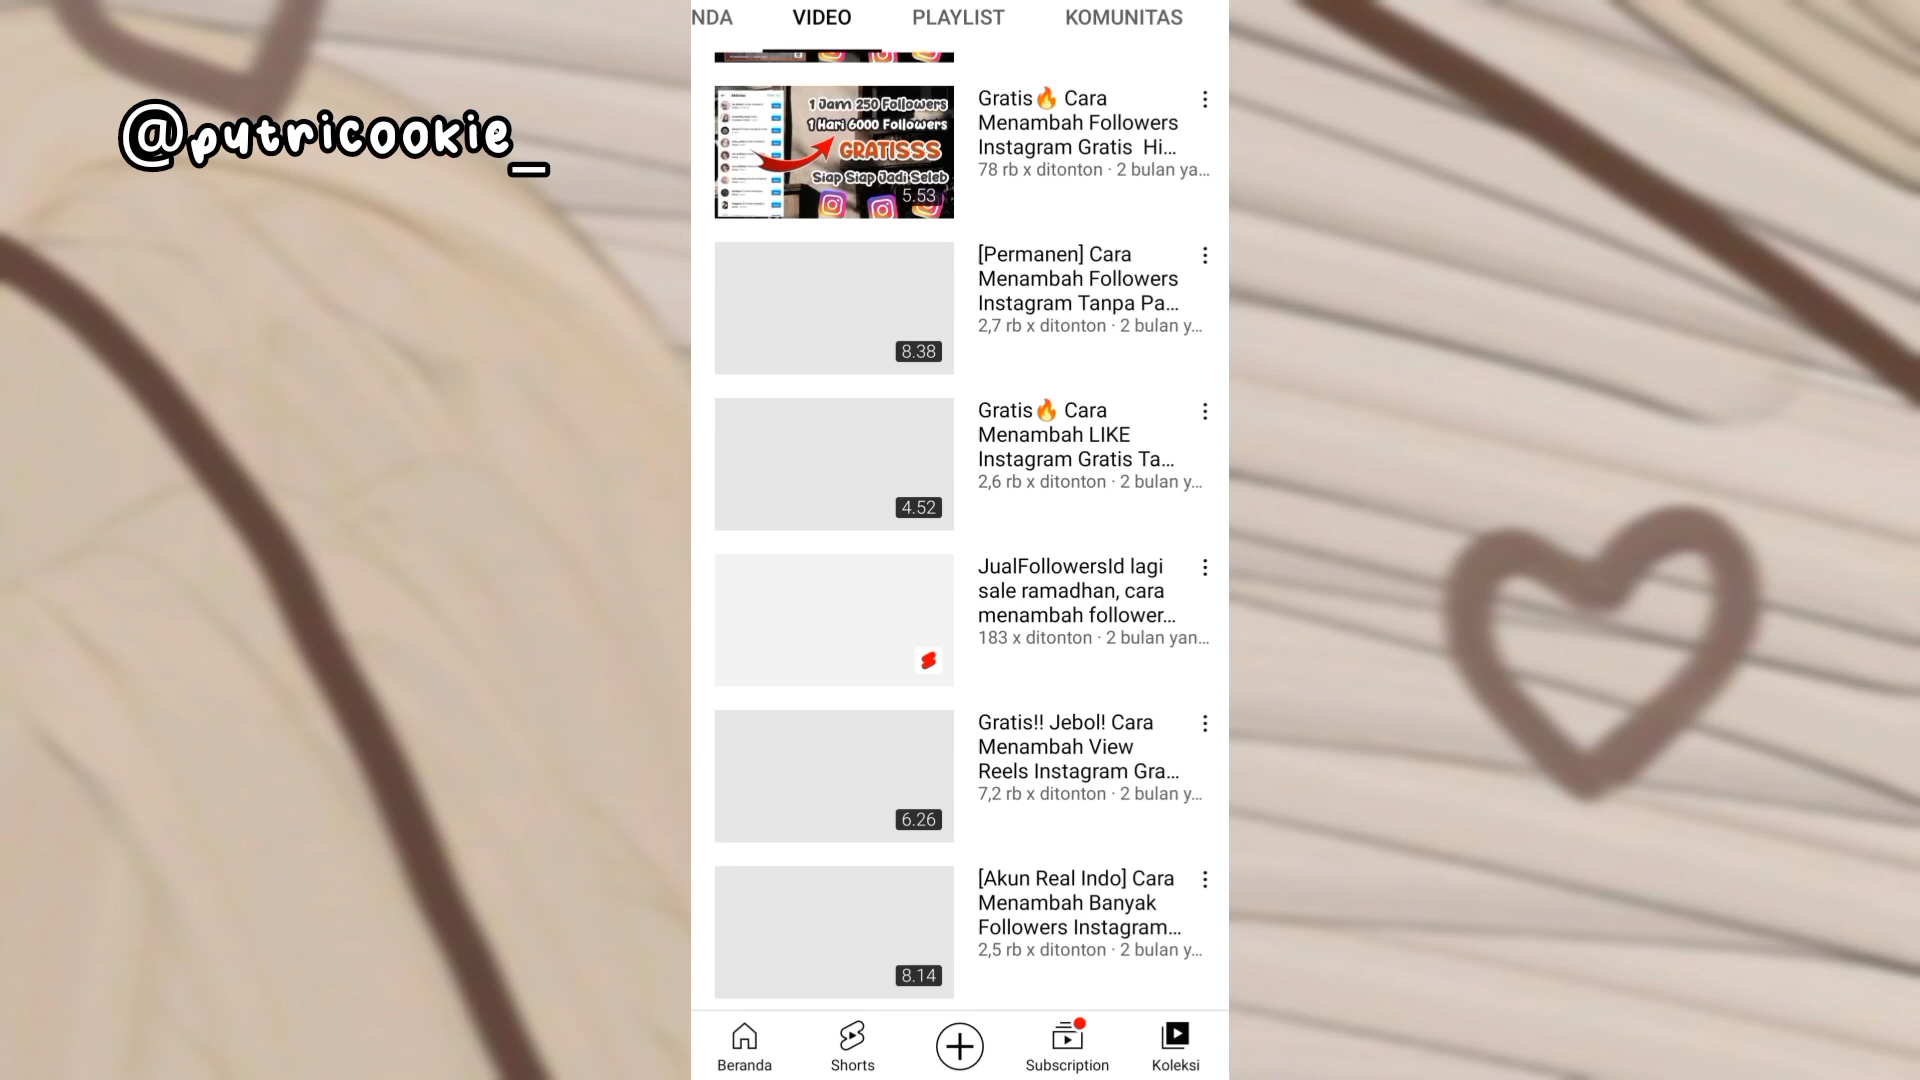 NDA VIDEO PLAYLIST KOMUNITAS
@putricookie_
1 Jam 250 Followers
1 Hari 6000 Followers
GRATISSS
Siap Siap Jadi Seleb
5.53
Gratis🔥 Cara
Menambah Followers
Instagram Gratis Hi...
78 rb x ditonton · 2 bulan ya...
8.38
[Permanen] Cara
Menambah Followers
Instagram Tanpa Pa...
2,7 rb x ditonton · 2 bulan y...
4.52
Gratis🔥 Cara
Menambah LIKE
Instagram Gratis Ta...
2,6 rb x ditonton · 2 bulan y...
JualFollowersId lagi
sale ramadhan, cara
menambah follower...
183 x ditonton · 2 bulan yan...
6.26
Gratis!! Jebol! Cara
Menambah View
Reels Instagram Gra...
7,2 rb x ditonton · 2 bulan y...
8.14
[Akun Real Indo] Cara
Menambah Banyak
Followers Instagram...
2,5 rb x ditonton · 2 bulan y...
Beranda Shorts Subscription Koleksi